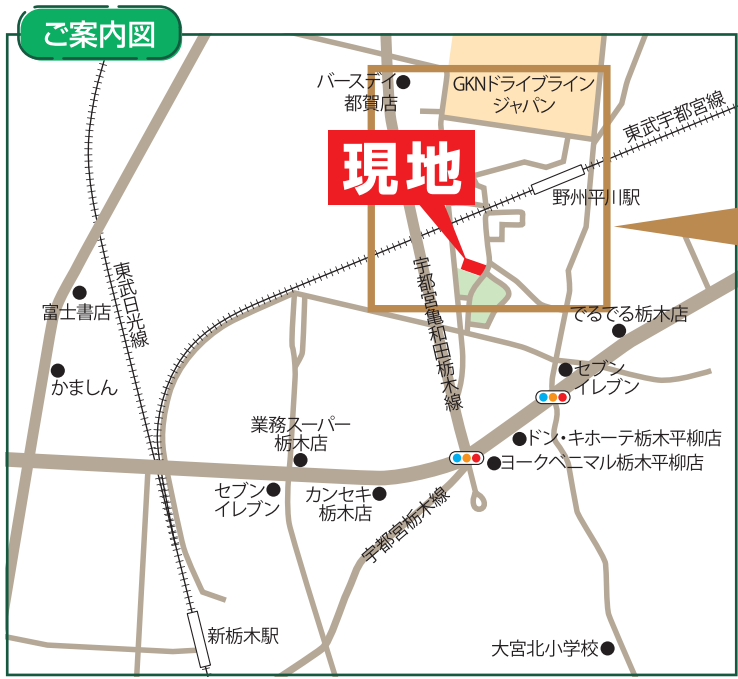 ご案内図
バースデイ
都賀店
GKNドライブライン
ジャパン
東武宇都宮線
現地
野州平川駅
東武日光線
宇都宮亀和田栃木線
富士書店
でるでる栃木店
かましん
セブン
イレブン
業務スーパー
栃木店
ドン・キホーテ栃木平柳店
ヨークベニマル栃木平柳店
セブン
イレブン
カンセキ
栃木店
宇都宮栃木線
新栃木駅
大宮北小学校